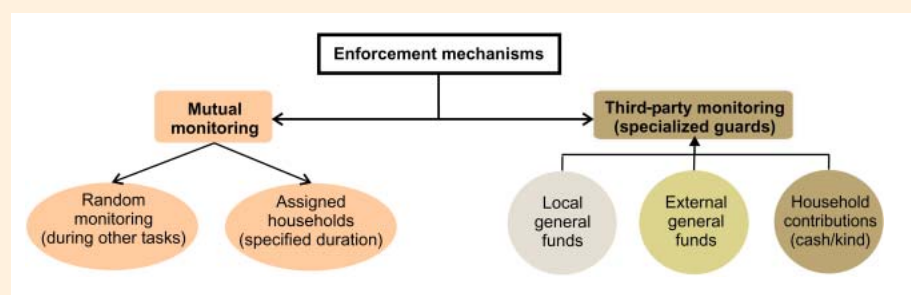 Enforcement mechanisms
Mutual
monitoring
Third-party monitoring
(specialized guards)
Random
monitoring
(during other tasks)
Assigned
households
(specified duration)
Local
general
funds
External
general
funds
Household
contributions
(cash/kind)